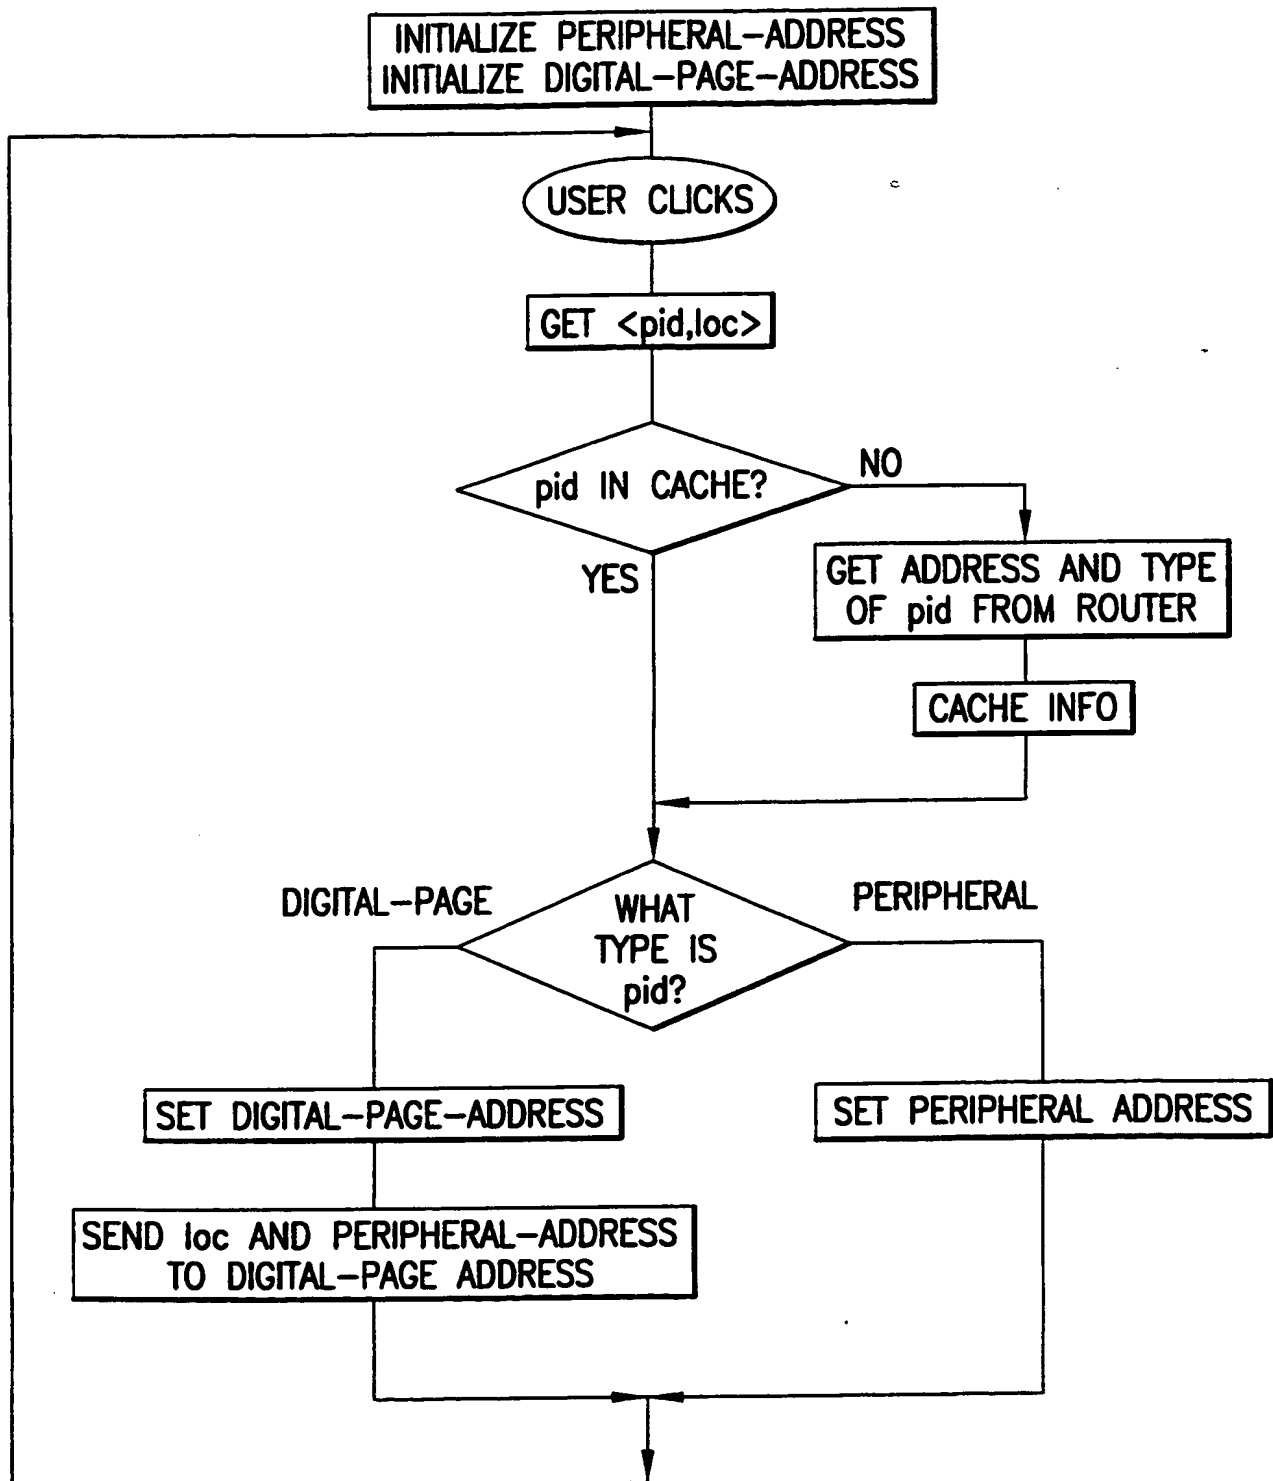 INITIALIZE PERIPHERAL-ADDRESS
INITIALIZE DIGITAL-PAGE-ADDRESS
USER CLICKS
GET <pid,loc>
pid IN CACHE?
NO
YES
GET ADDRESS AND TYPE
OF pid FROM ROUTER
CACHE INFO
DIGITAL-PAGE
WHAT
TYPE IS
pid?
PERIPHERAL
SET DIGITAL-PAGE-ADDRESS
SET PERIPHERAL ADDRESS
SEND loc AND PERIPHERAL-ADDRESS
TO DIGITAL-PAGE ADDRESS